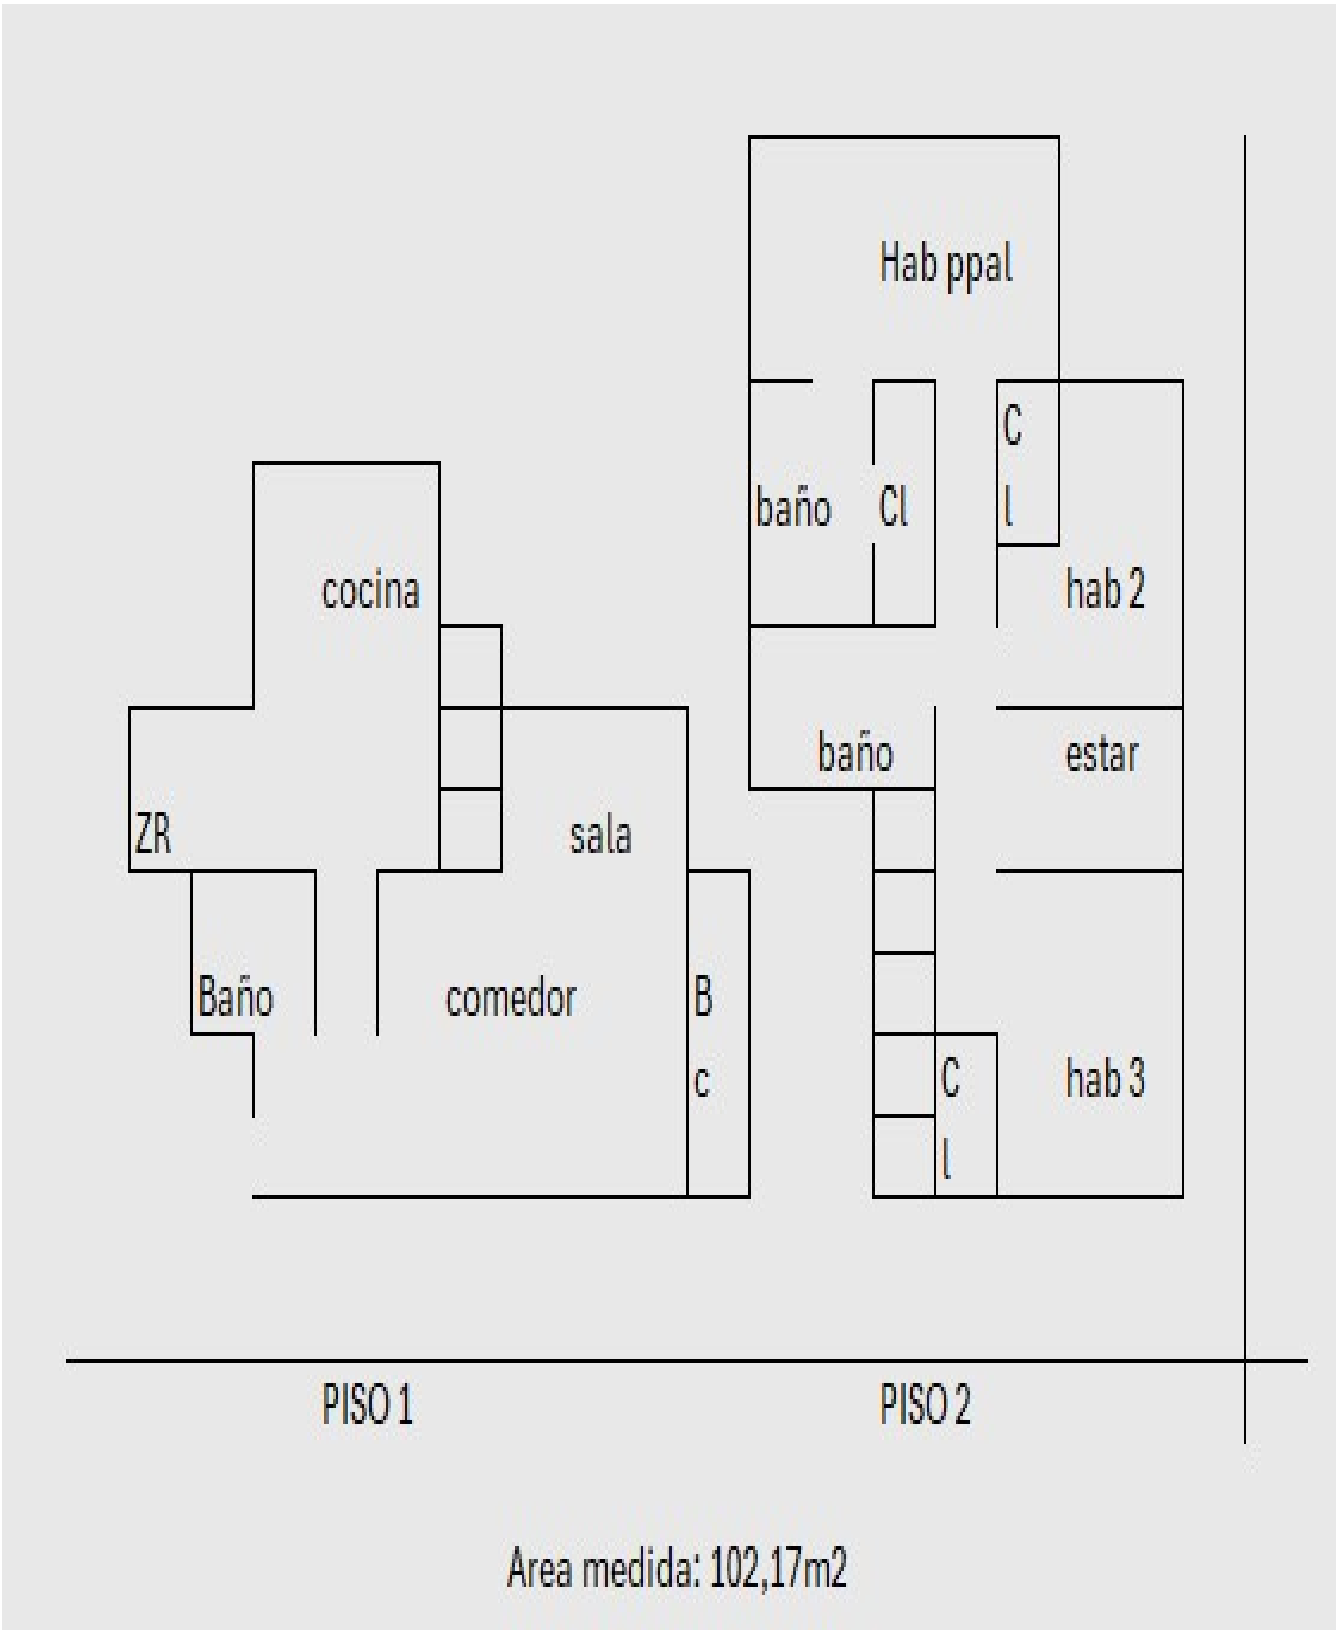 Hab ppal
C
baño
Cl
l
cocina
hab 2
baño
estar
ZR
sala
Baño
comedor
B
c
C
hab 3
l
PISO 1
PISO 2
Area medida: 102,17m2